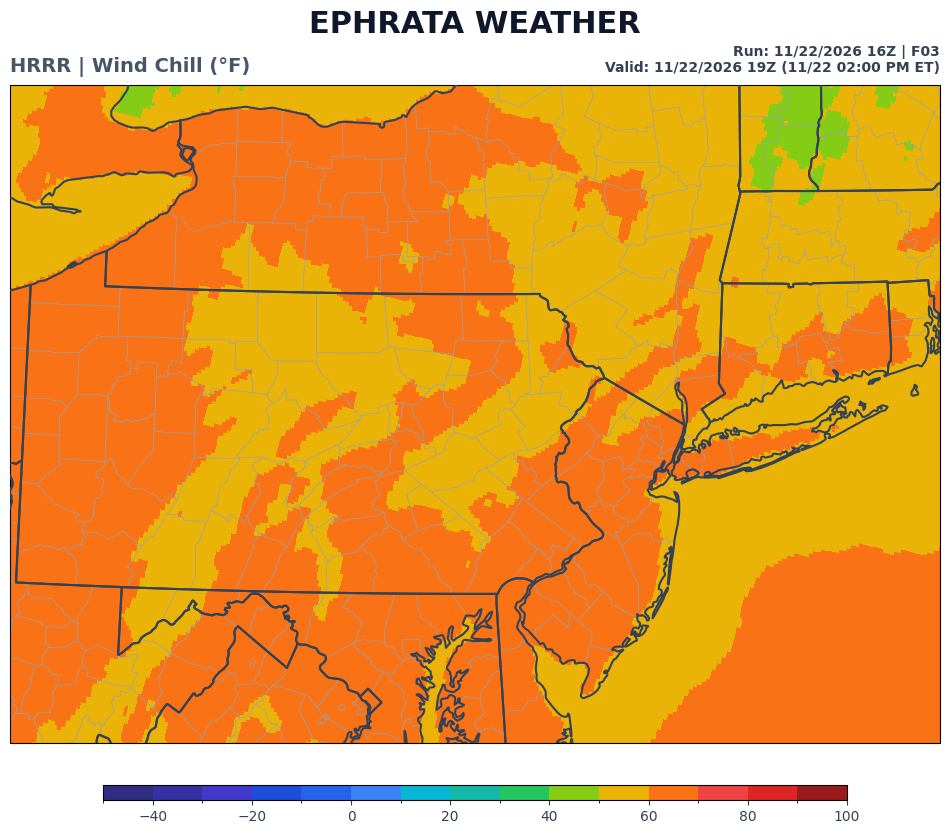 EPHRATA WEATHER
HRRR | Wind Chill (°F)
Run: 11/22/2026 16Z | F03
Valid: 11/22/2026 19Z (11/22 02:00 PM ET)
−40 −20 0 20 40 60 80 100